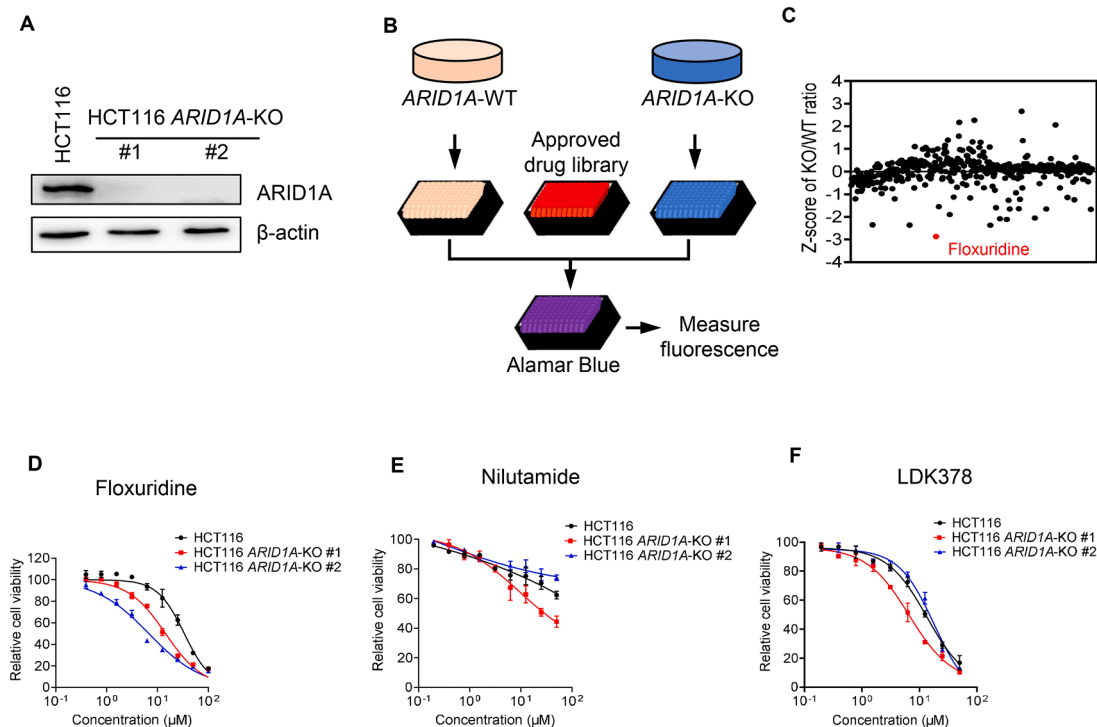 A
HCT116
HCT116 ARID1A-KO
#1 #2
ARID1A
β-actin
B
ARID1A-WT
ARID1A-KO
Approved
drug library
Alamar Blue
Measure
fluorescence
C
Z-score of KO/WT ratio
4
3
2
1
0
-1
-2
-3
-4
Floxuridine
D
Floxuridine
HCT116
HCT116 ARID1A-KO #1
HCT116 ARID1A-KO #2
Relative cell viability
120
100
80
60
40
20
0
10-1 100 101 102
Concentration (µM)
E
Nilutamide
HCT116
HCT116 ARID1A-KO #1
HCT116 ARID1A-KO #2
Relative cell viability
100
80
60
40
20
0
10-1 100 101 102
Concentration (µM)
F
LDK378
HCT116
HCT116 ARID1A-KO #1
HCT116 ARID1A-KO #2
Relative cell viability
100
80
60
40
20
0
10-1 100 101 102
Concentration (µM)